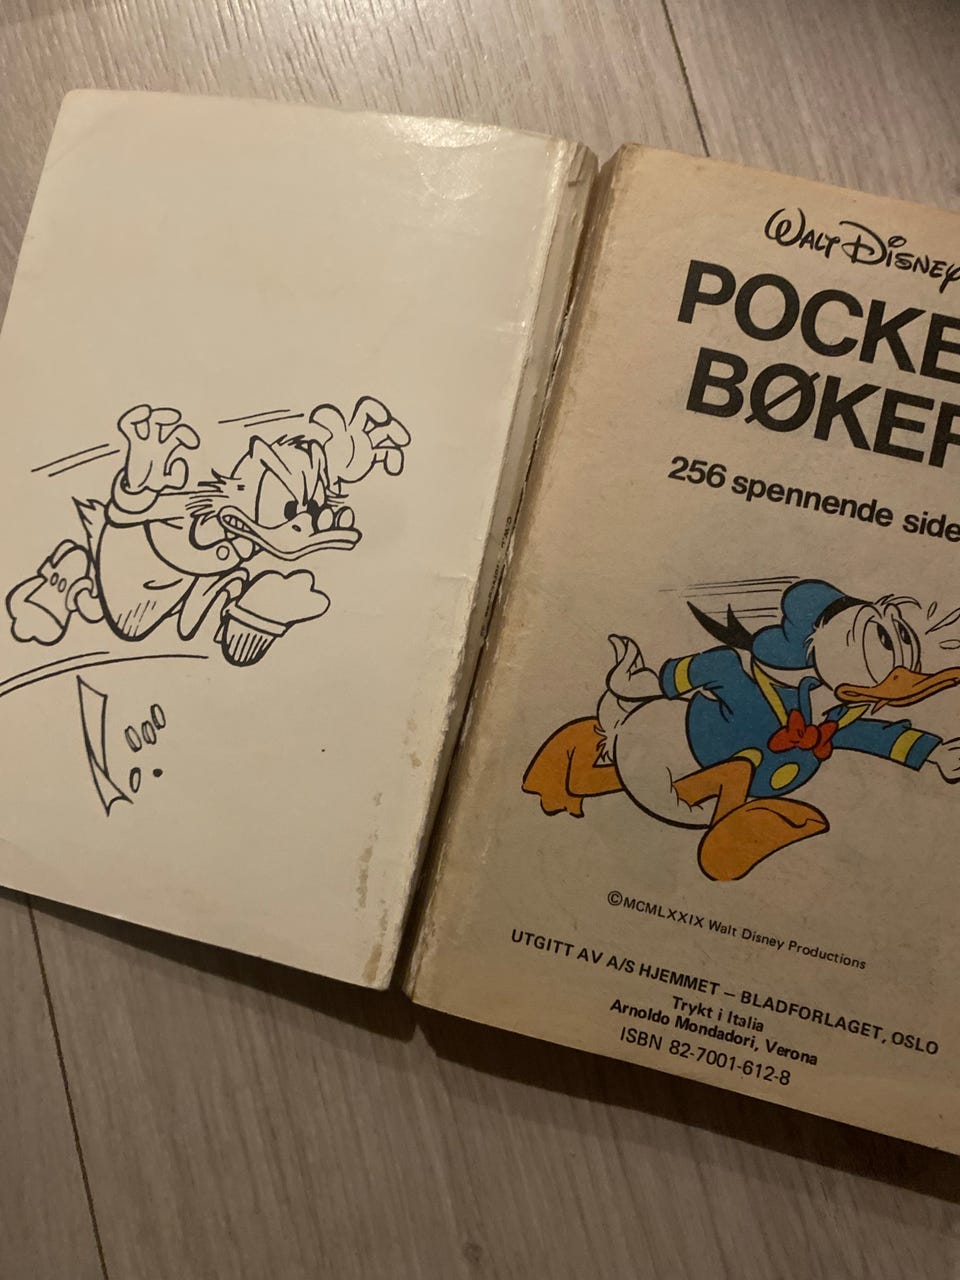 WALT DISNEY
POCKE
BØKER
256 spennende side
©MCMLXXIX Walt Disney Productions
UTGITT AV A/S HJEMMET – BLADFORLAGET, OSLO
Trykt i Italia
Arnoldo Mondadori, Verona
ISBN 82-7001-612-8